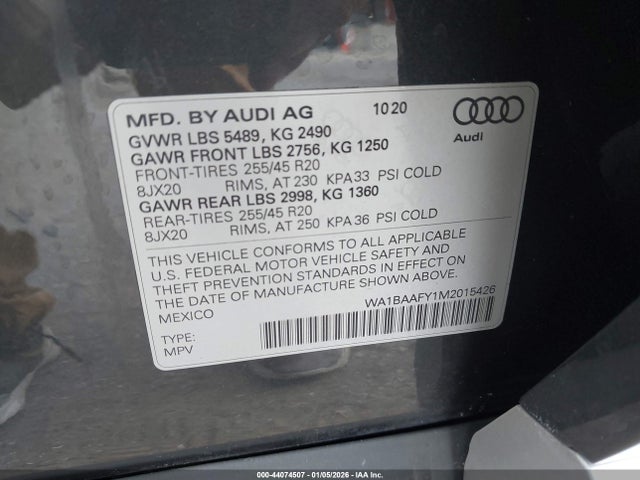 MFD. BY AUDI AG 10 20
GVWR LBS 5489, KG 2490
GAWR FRONT LBS 2756, KG 1250
FRONT-TIRES 255/45 R20
8JX20 RIMS, AT 230 KPA33 PSI COLD
GAWR REAR LBS 2998, KG 1360
REAR-TIRES 255/45 R20
8JX20 RIMS, AT 250 KPA36 PSI COLD
Audi
THIS VEHICLE CONFORMS TO ALL APPLICABLE
U.S. FEDERAL MOTOR VEHICLE SAFETY AND
THEFT PREVENTION STANDARDS IN EFFECT ON
THE DATE OF MANUFACTURE SHOWN ABOVE.
MEXICO
WA1BAAFY1M2015426
TYPE:
MPV
000-44074507 - 01/05/2026 - IAA Inc.